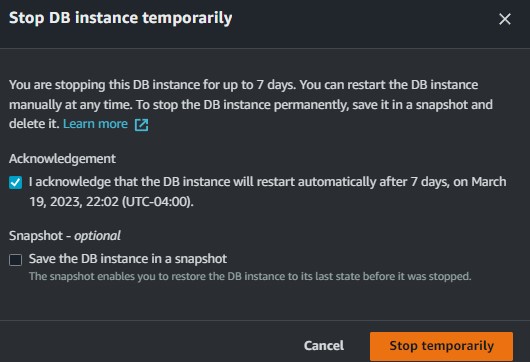 Stop DB instance temporarily
You are stopping this DB instance for up to 7 days. You can restart the DB instance
manually at any time. To stop the DB instance permanently, save it in a snapshot and
delete it. Learn more
Acknowledgement
I acknowledge that the DB instance will restart automatically after 7 days, on March
19, 2023, 22:02 (UTC-04:00).
Snapshot - optional
Save the DB instance in a snapshot
The snapshot enables you to restore the DB instance to its last state before it was stopped.
Cancel
Stop temporarily